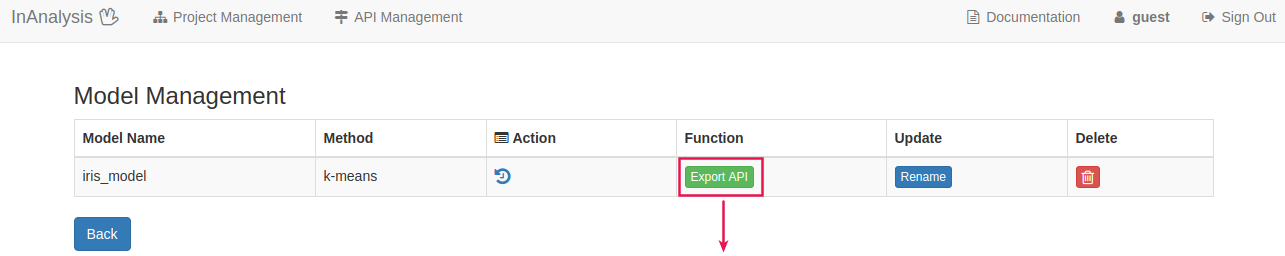 InAnalysis Project Management API Management Documentation guest Sign Out
Model Management
Model Name Method Action Function Update Delete
iris_model k-means Export API Rename
Back